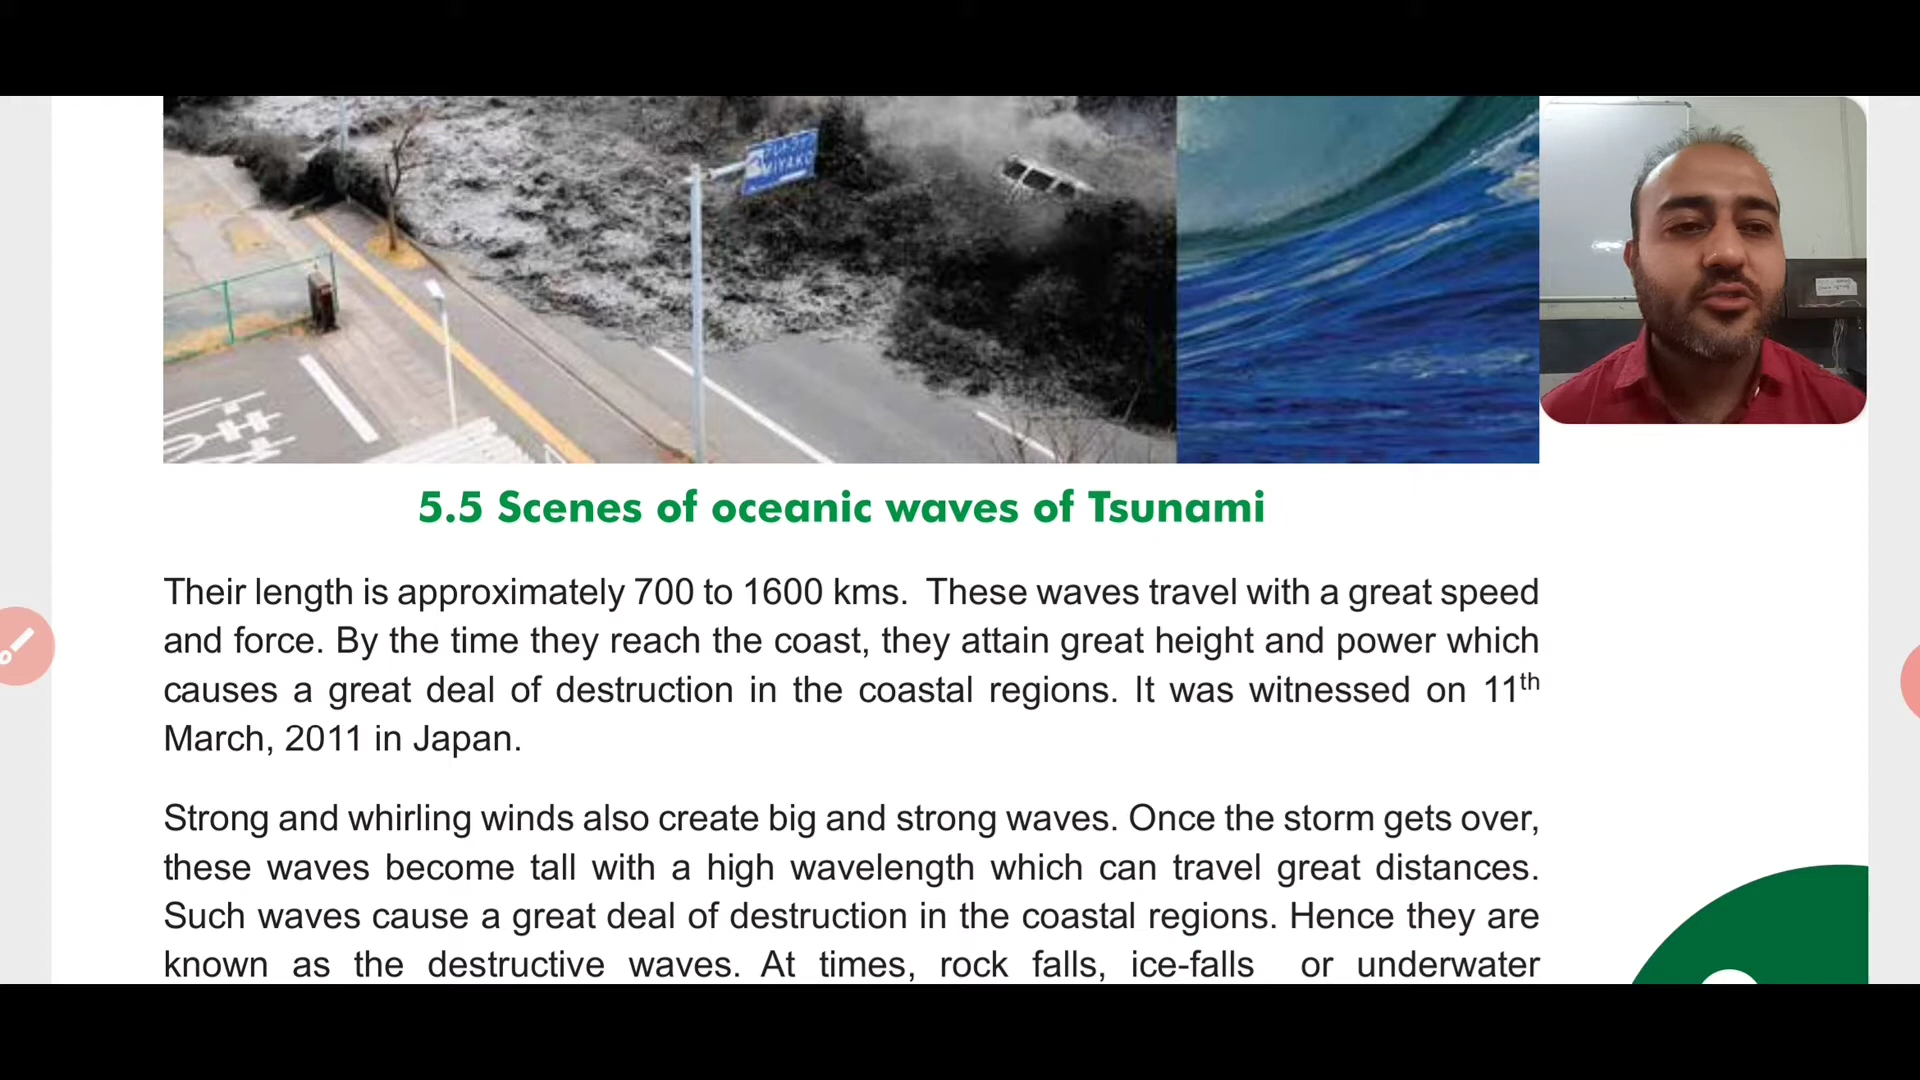 MIYAKO
5.5 Scenes of oceanic waves of Tsunami
Their length is approximately 700 to 1600 kms. These waves travel with a great speed
and force. By the time they reach the coast, they attain great height and power which
causes a great deal of destruction in the coastal regions. It was witnessed on 11th
March, 2011 in Japan.
Strong and whirling winds also create big and strong waves. Once the storm gets over,
these waves become tall with a high wavelength which can travel great distances.
Such waves cause a great deal of destruction in the coastal regions. Hence they are
known as the destructive waves. At times, rock falls, ice-falls or underwater